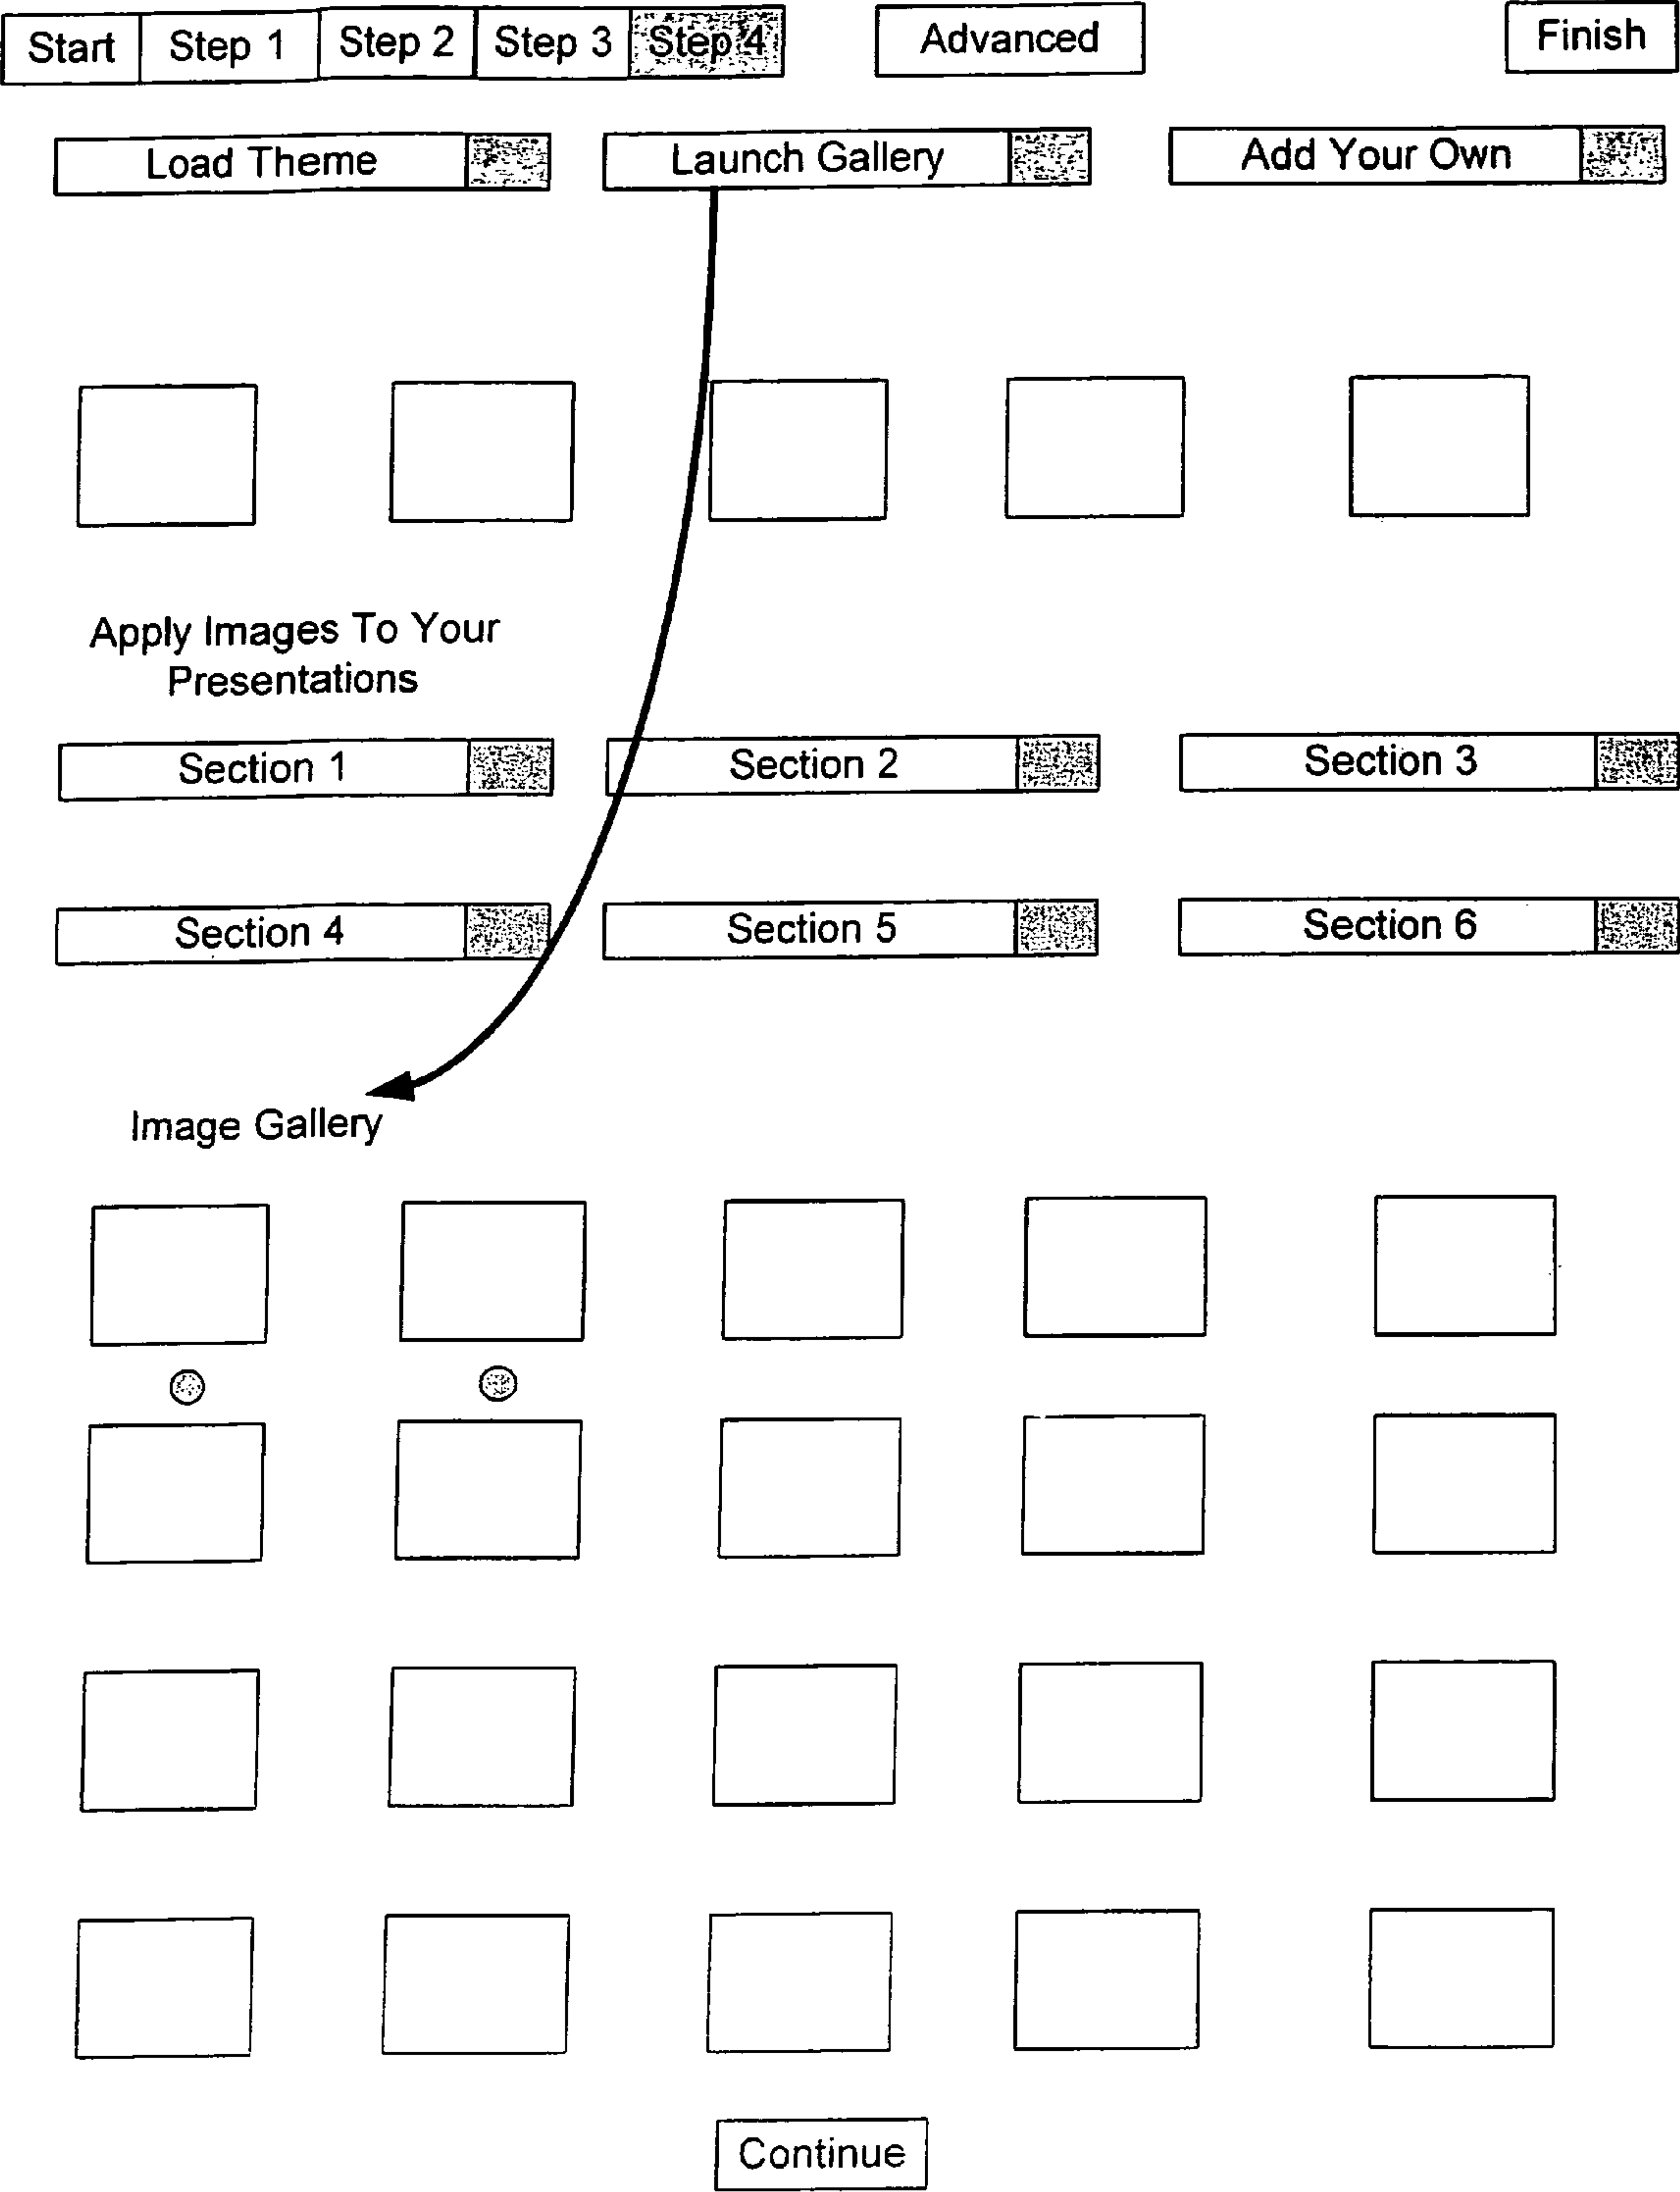 Start Step 1 Step 2 Step 3 Step 4 Advanced Finish
Load Theme Launch Gallery Add Your Own
Apply Images To Your
Presentations
Section 1 Section 2 Section 3
Section 4 Section 5 Section 6
Image Gallery
Continue